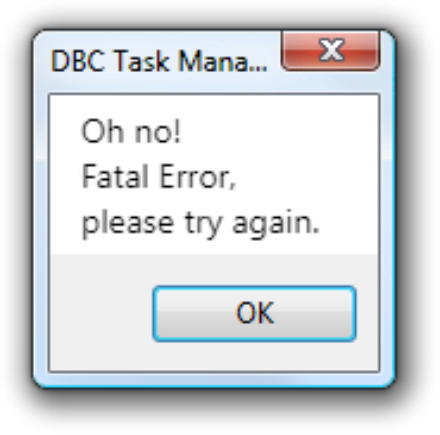 DBC Task Mana...
Oh no!
Fatal Error,
please try again.
OK